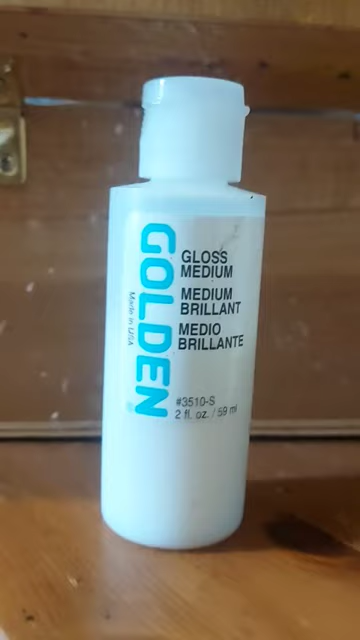 GOLDEN®
Made in USA
GLOSS
MEDIUM
MEDIUM
BRILLANT
MEDIO
BRILLANTE
#3510-S
2 fl. oz. / 59 ml